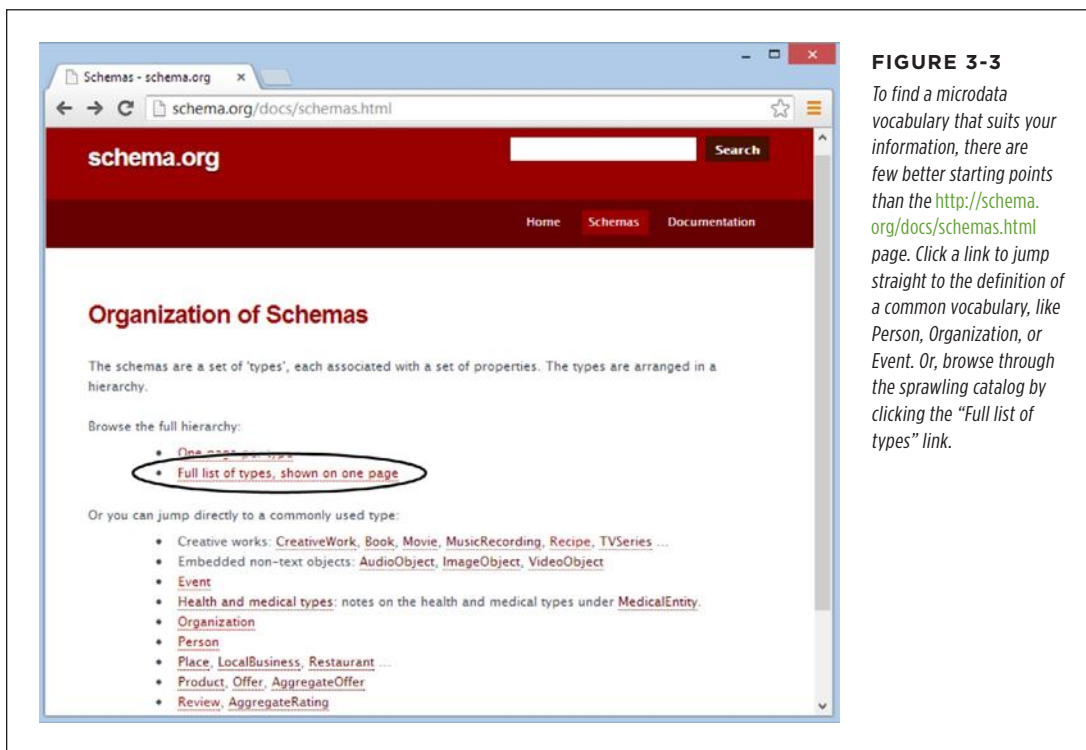 Schemas - schema.org
schema.org/docs/schemas.html
schema.org
Search
Home Schemas Documentation
Organization of Schemas
The schemas are a set of 'types', each associated with a set of properties. The types are arranged in a
hierarchy.
Browse the full hierarchy:
One page per type
Full list of types, shown on one page
Or you can jump directly to a commonly used type:
Creative works: CreativeWork, Book, Movie, MusicRecording, Recipe, TVSeries ...
Embedded non-text objects: AudioObject, ImageObject, VideoObject
Event
Health and medical types: notes on the health and medical types under MedicalEntity.
Organization
Person
Place, LocalBusiness, Restaurant ...
Product, Offer, AggregateOffer
Review, AggregateRating
FIGURE 3-3
To find a microdata
vocabulary that suits your
information, there are
few better starting points
than the http://schema.
org/docs/schemas.html
page. Click a link to jump
straight to the definition of
a common vocabulary, like
Person, Organization, or
Event. Or, browse through
the sprawling catalog by
clicking the “Full list of
types” link.